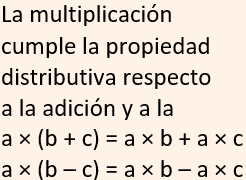 La multiplicación
cumple la propiedad
distributiva respecto
a la adición y a la
a × (b + c) = a × b + a × c
a × (b – c) = a × b – a × c